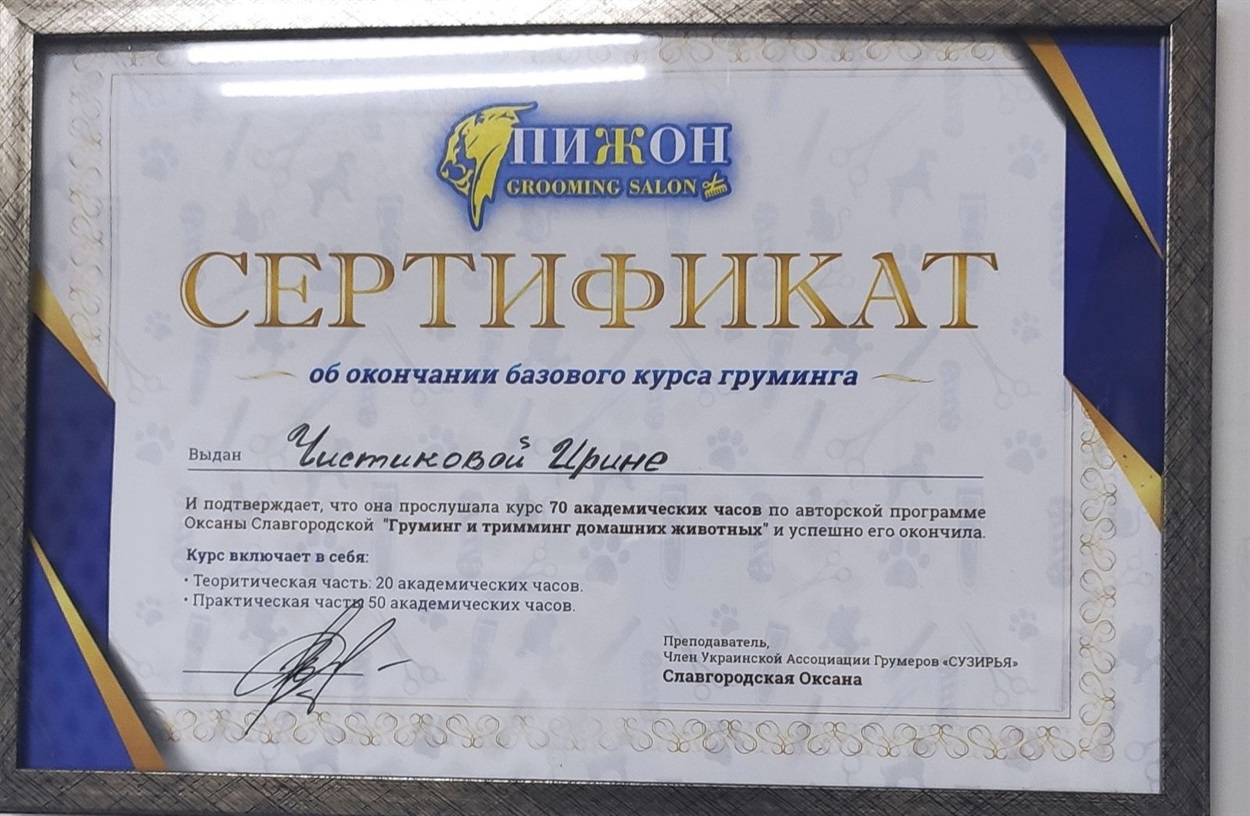 ПИЖОН
GROOMING SALON
СЕРТИФИКАТ
об окончании базового курса груминга
Выдан Чистиковой Ирине
И подтверждает, что она прослушала курс 70 академических часов по авторской программе
Оксаны Славгородской "Груминг и тримминг домашних животных" и успешно его окончила.
Курс включает в себя:
· Теоритическая часть: 20 академических часов.
· Практическая часть 50 академических часов.
Преподаватель,
Член Украинской Ассоциации Грумеров «СУЗИРЬЯ»
Славгородская Оксана